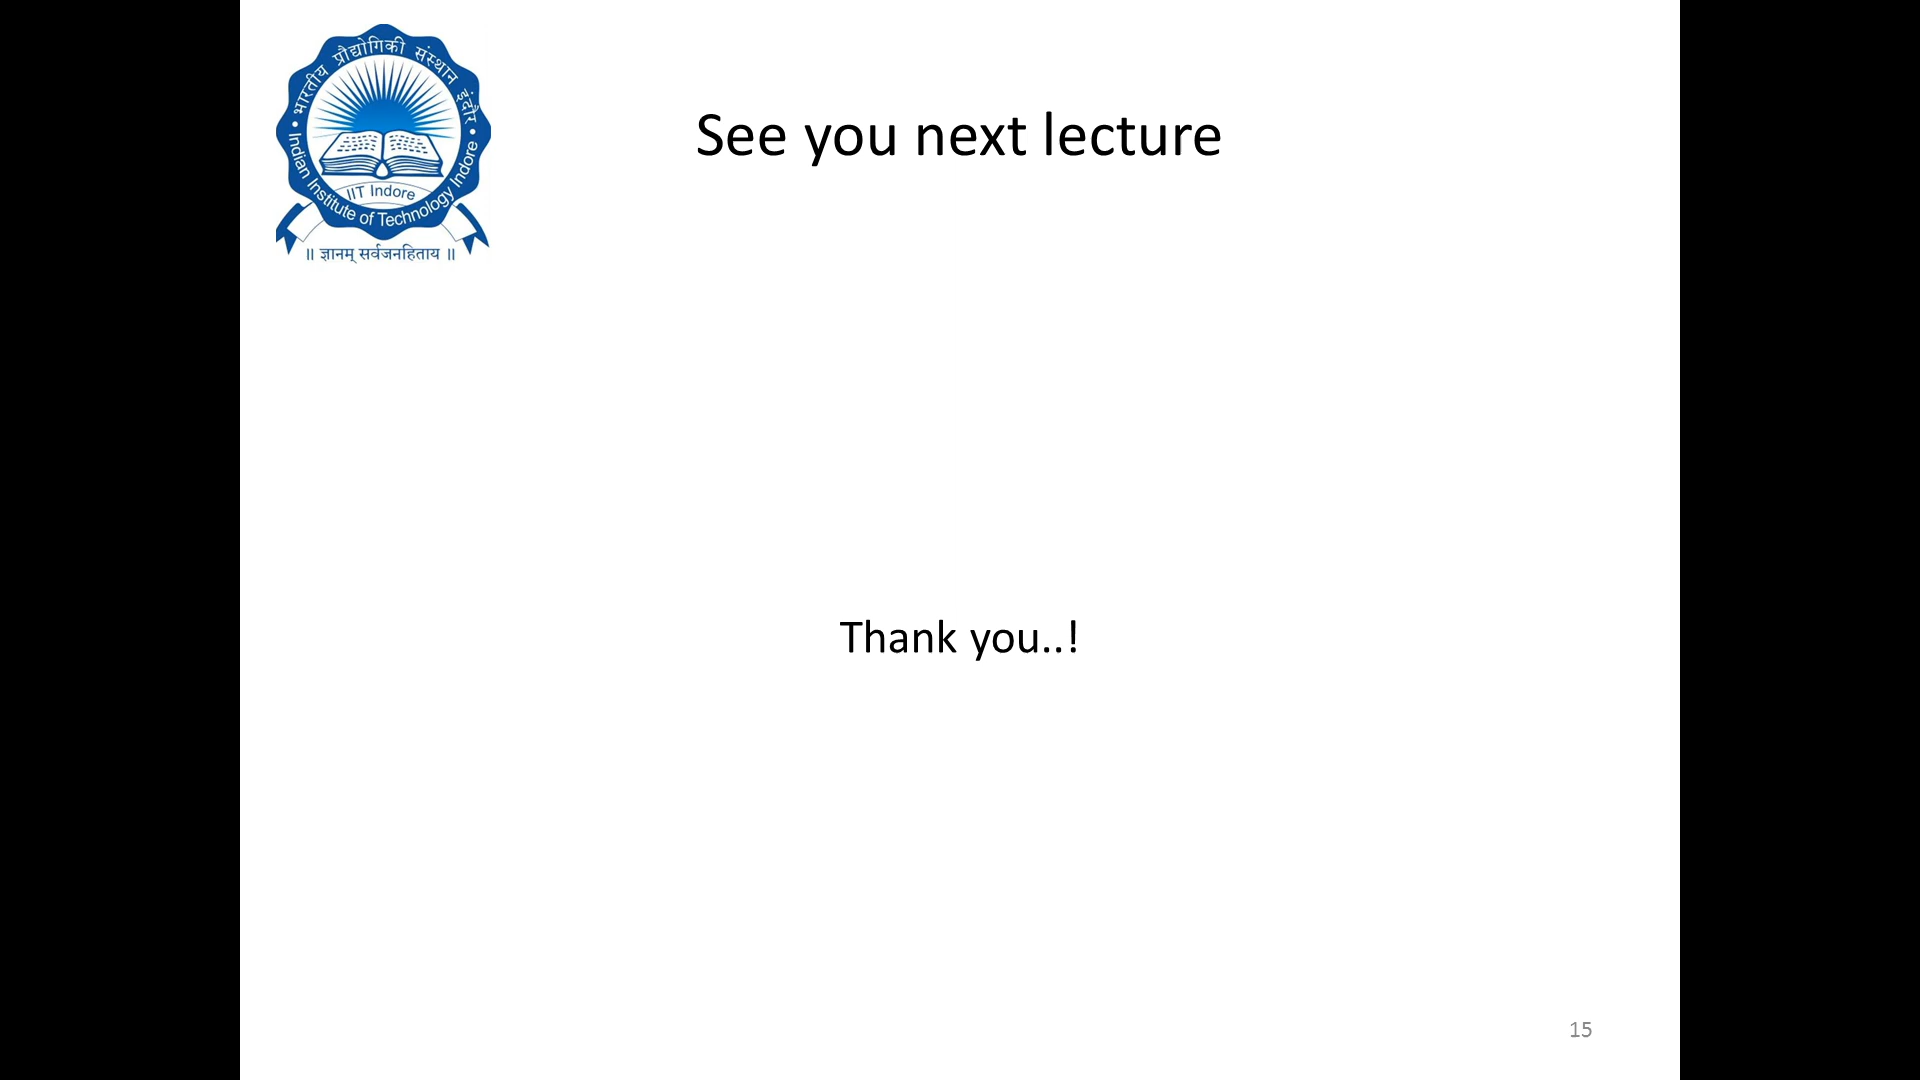 भारतीय प्रौद्योगिकी संस्थान इंदौर
Indian Institute of Technology Indore
IIT Indore
॥ ज्ञानम् सर्वजनहिताय ॥
See you next lecture
Thank you..!
15